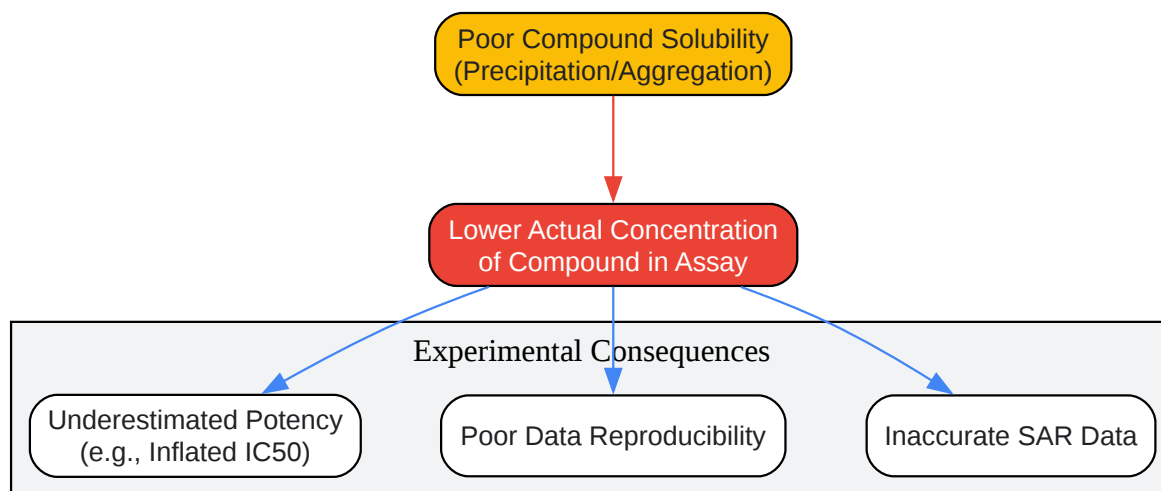 Poor Compound Solubility
(Precipitation/Aggregation)
Lower Actual Concentration
of Compound in Assay
Experimental Consequences
Underestimated Potency
(e.g., Inflated IC50)
Poor Data Reproducibility
Inaccurate SAR Data